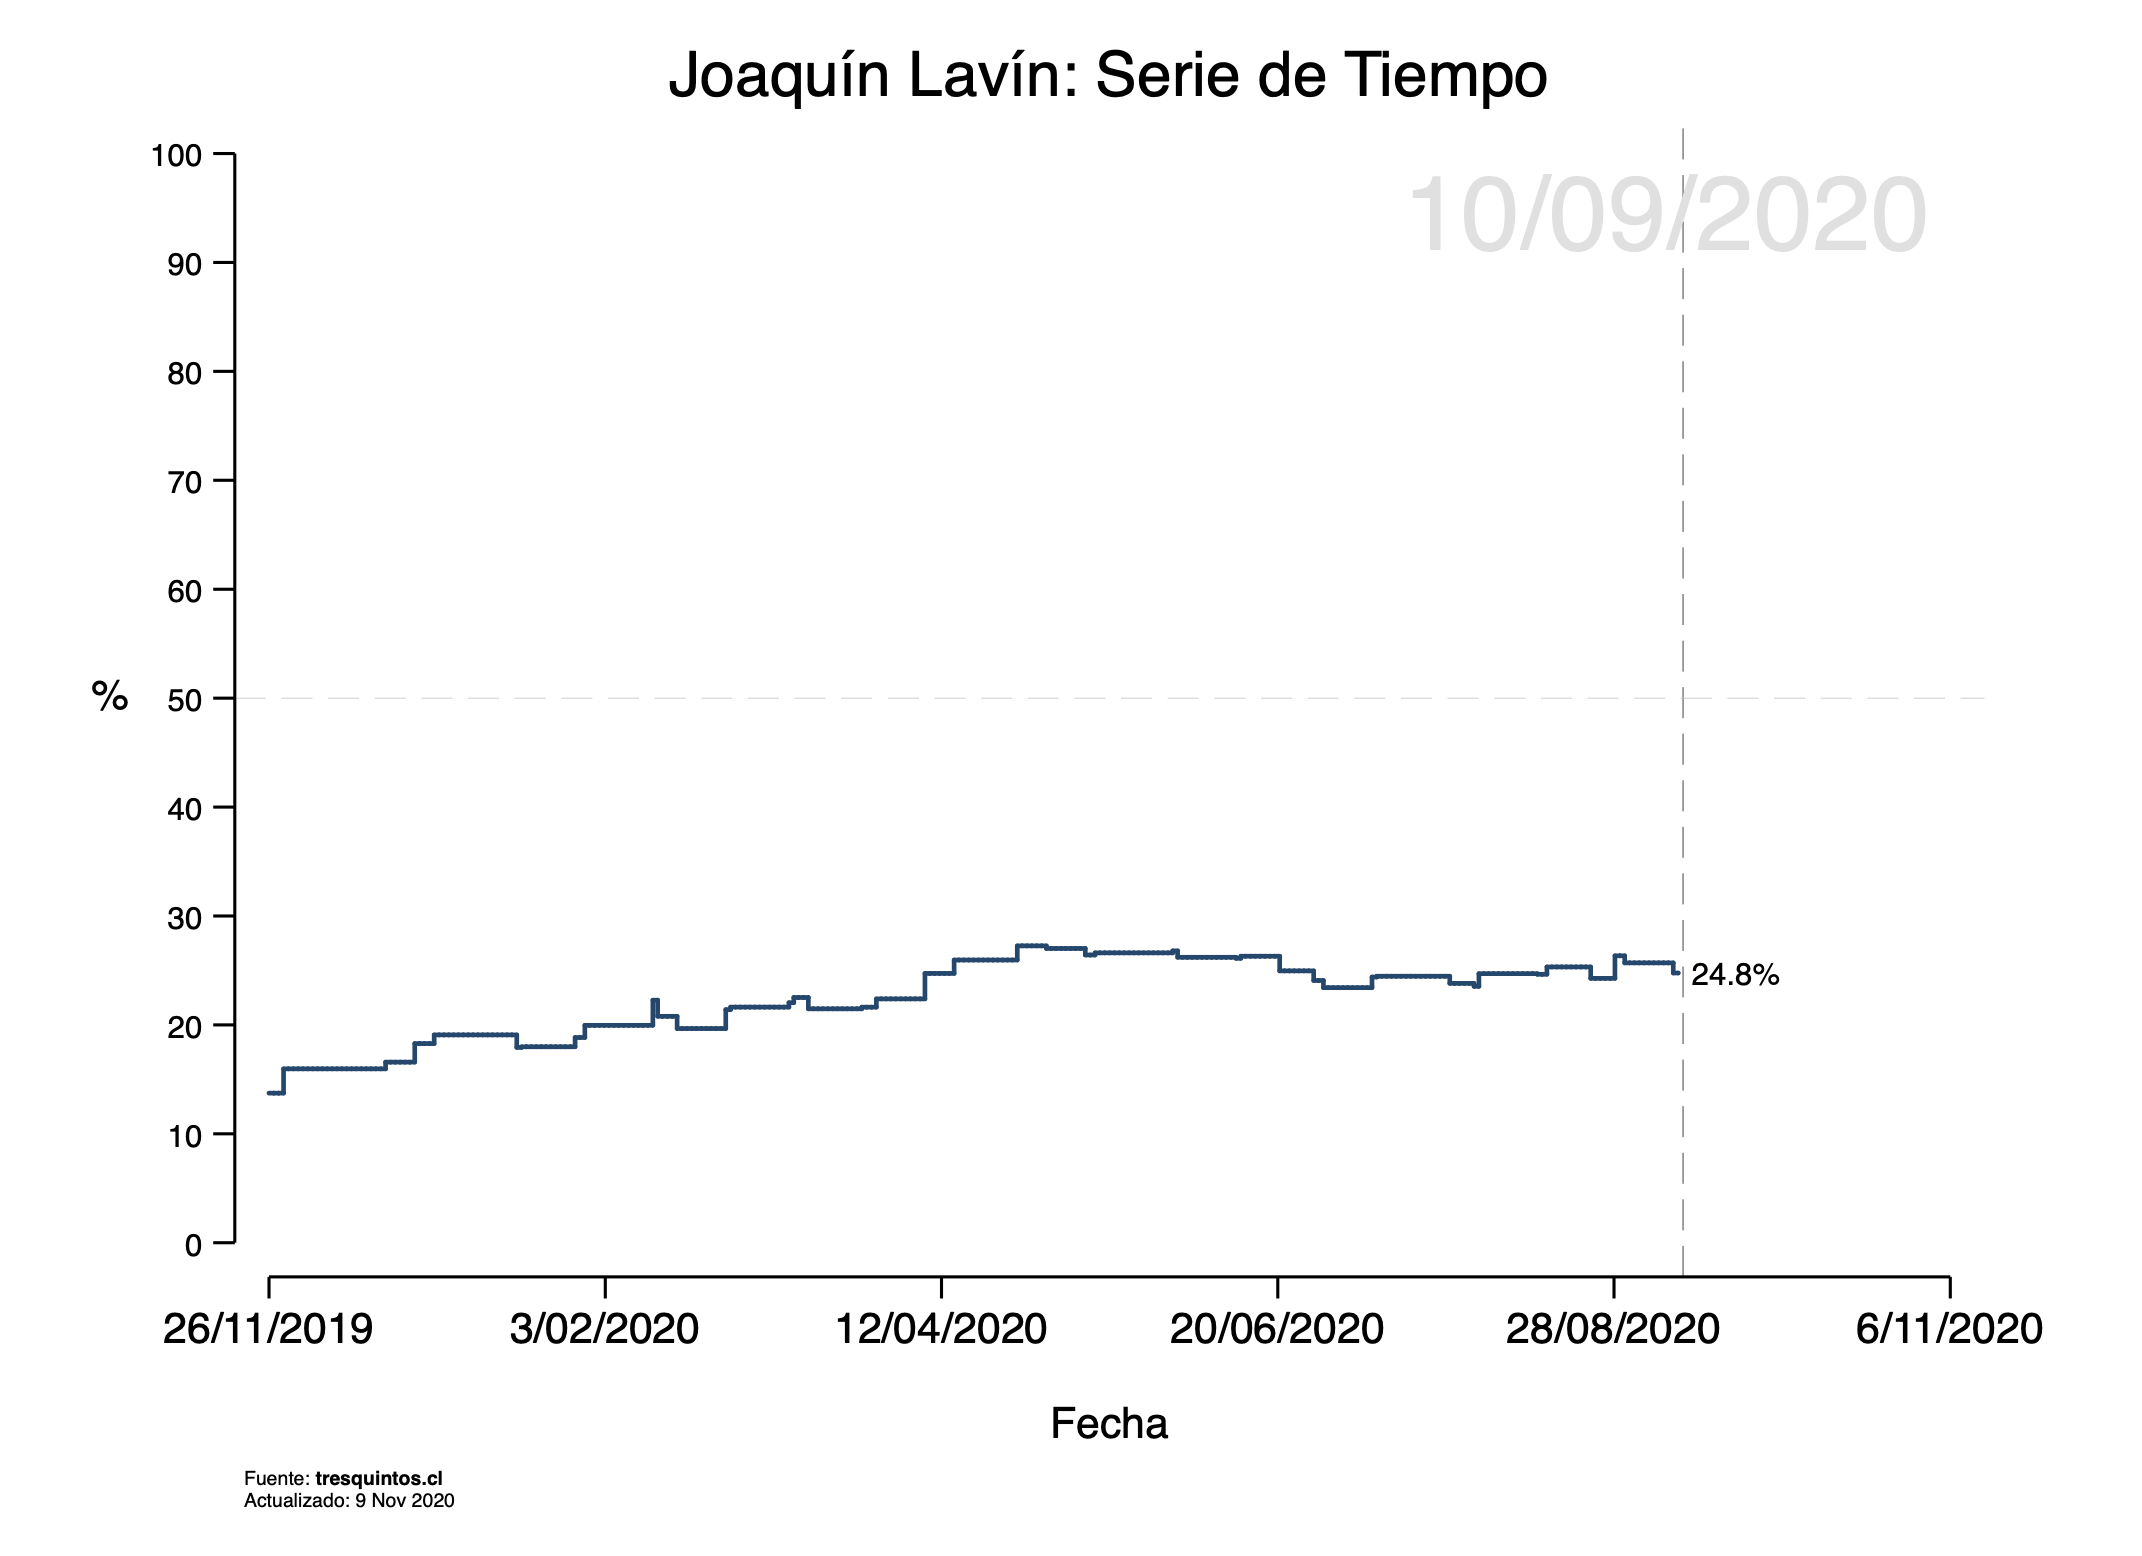 Joaquín Lavín: Serie de Tiempo
10/09/2020
100
90
80
70
60
50
40
30
20
10
0
%
24.8%
26/11/2019 3/02/2020 12/04/2020 20/06/2020 28/08/2020 6/11/2020
Fecha
Fuente: tresquintos.cl
Actualizado: 9 Nov 2020